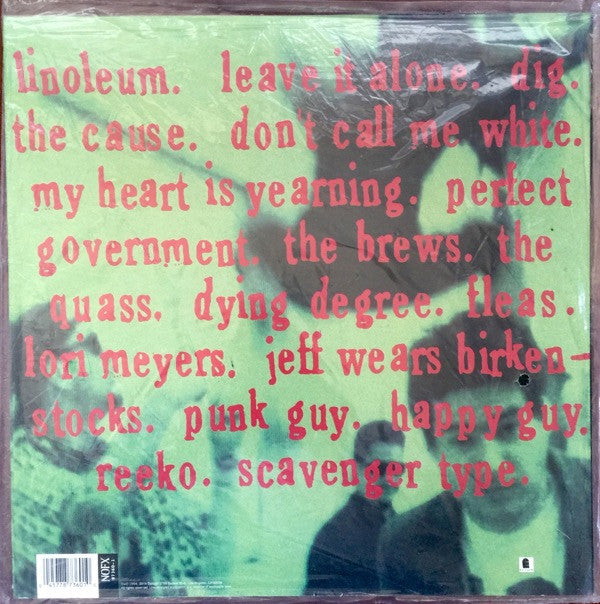 linoleum. leave it alone. dig.
the cause. don't call me white.
my heart is yearning. perfect
government. the brews. the
quass. dying degree. fleas.
lori meyers. jeff wears birken-
stocks. punk guy. happy guy.
reeko. scavenger type.
NOFX